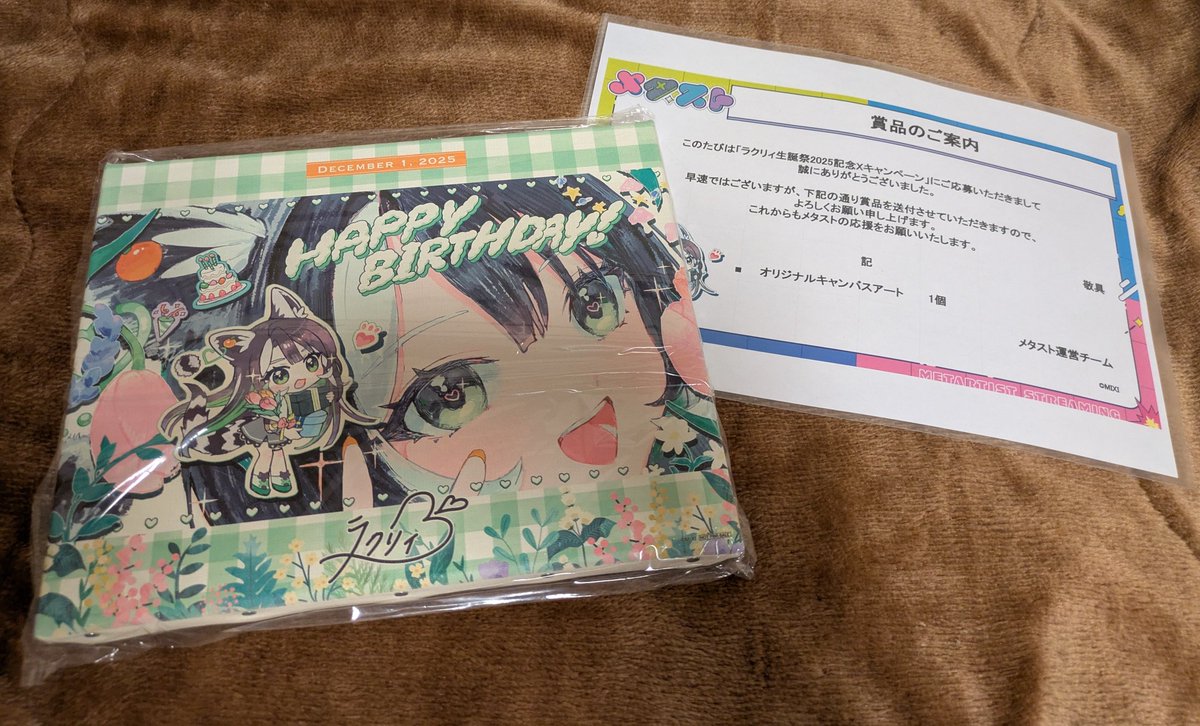 DECEMBER 1, 2025
HAPPY
BIRTHDAY!
ラクリィ
メタスト
賞品のご案内
このたびは「ラクリィ生誕祭2025記念Xキャンペーン」にご応募いただきまして
誠にありがとうございました。
早速ではございますが、下記の通り賞品を送付させていただきますので、
よろしくお願い申し上げます。
これからもメタストの応援をお願いいたします。
敬具
記
■ オリジナルキャンバスアート 1個
メタスト運営チーム
©MIXI
METARTIST STREAMING